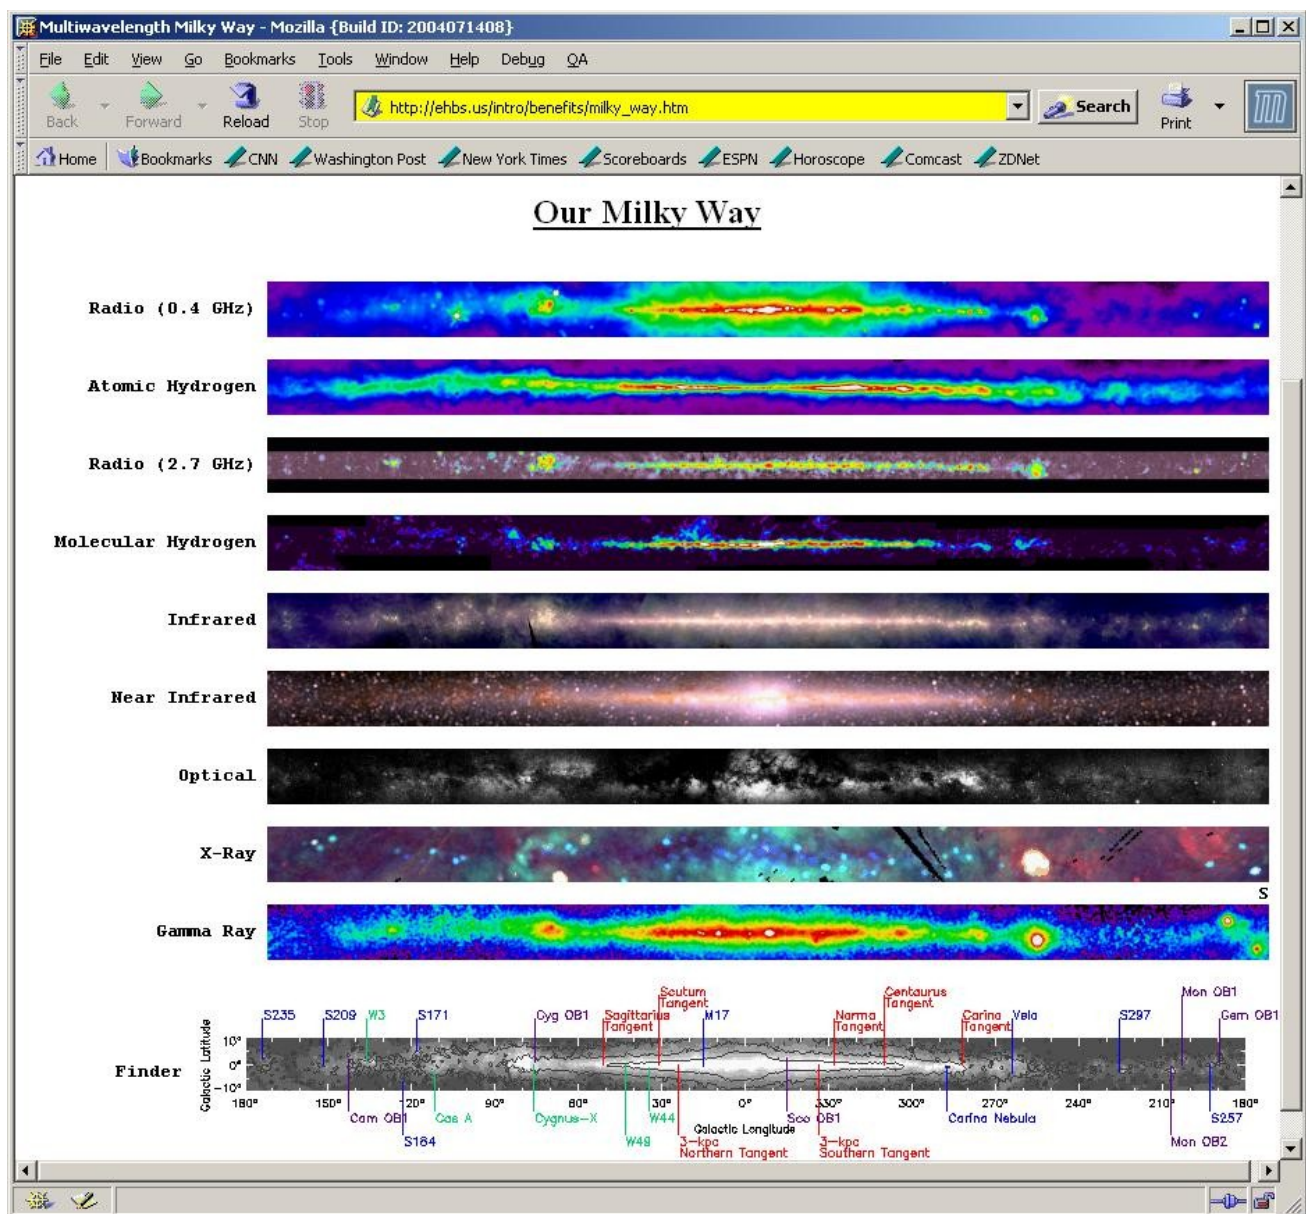 Multiwavelength Milky Way - Mozilla {Build ID: 2004071408}
File Edit View Go Bookmarks Tools Window Help Debug QA
Back Forward Reload Stop http://ehbs.us/intro/benefits/milky_way.htm Search Print
Home Bookmarks CNN Washington Post New York Times Scoreboards ESPN Horoscope Comcast ZDNet
Our Milky Way
Radio (0.4 GHz)
Atomic Hydrogen
Radio (2.7 GHz)
Molecular Hydrogen
Infrared
Near Infrared
Optical
X-Ray
S
Gamma Ray
Scutum Tangent
Centaurus Tangent
Mon OB1
S235 S209 W3 S171 Cyg OB1 Sagittarius Tangent M17 Norma Tangent Carina Tangent Vela S297 Gem OB1
Finder
Galactic Latitude
10°
0°
-10°
180° 150° 120° 90° 60° 30° 0° 330° 300° 270° 240° 210° 180°
Cam OB1 Cas A Cygnus-X W44 Sco OB1 Carina Nebula S257
Galactic Longitude
S184 W49 3-kpc Northern Tangent 3-kpc Southern Tangent Mon OB2